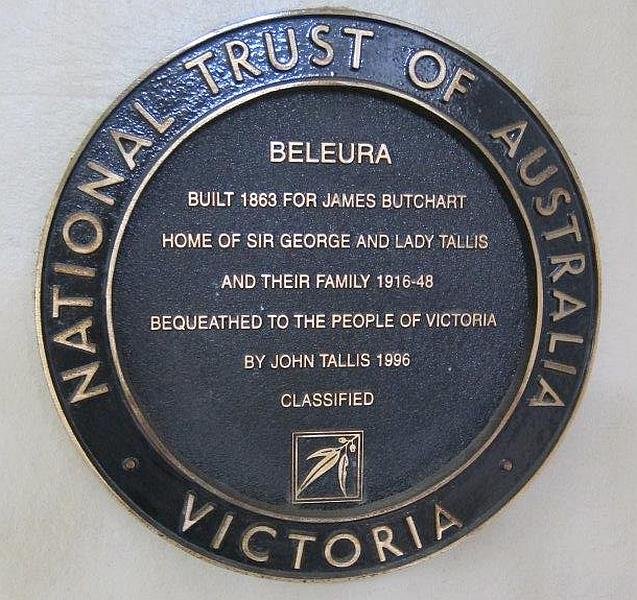 NATIONAL TRUST OF AUSTRALIA
BELEURA
BUILT 1863 FOR JAMES BUTCHART
HOME OF SIR GEORGE AND LADY TALLIS
AND THEIR FAMILY 1916-48
BEQUEATHED TO THE PEOPLE OF VICTORIA
BY JOHN TALLIS 1996
CLASSIFIED
VICTORIA